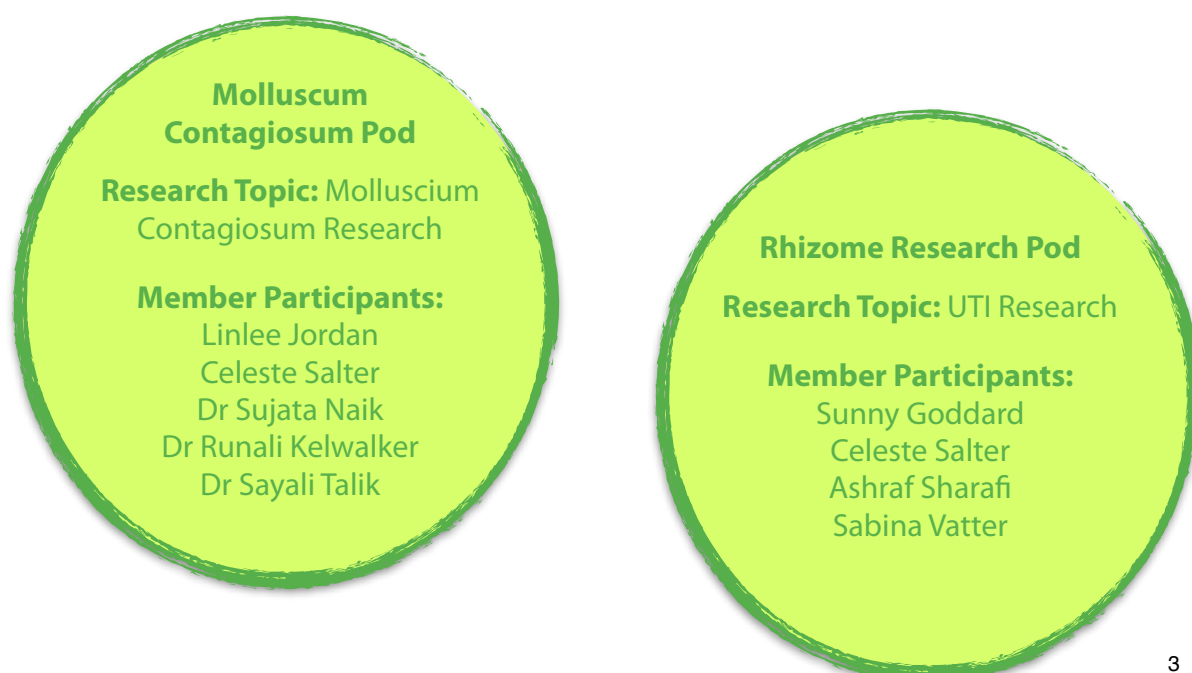 Molluscum
Contagiosum Pod
Research Topic: Molluscium
Contagiosum Research
Member Participants:
Linlee Jordan
Celeste Salter
Dr Sujata Naik
Dr Runali Kelwalker
Dr Sayali Talik
Rhizome Research Pod
Research Topic: UTI Research
Member Participants:
Sunny Goddard
Celeste Salter
Ashraf Sharafi
Sabina Vatter
3